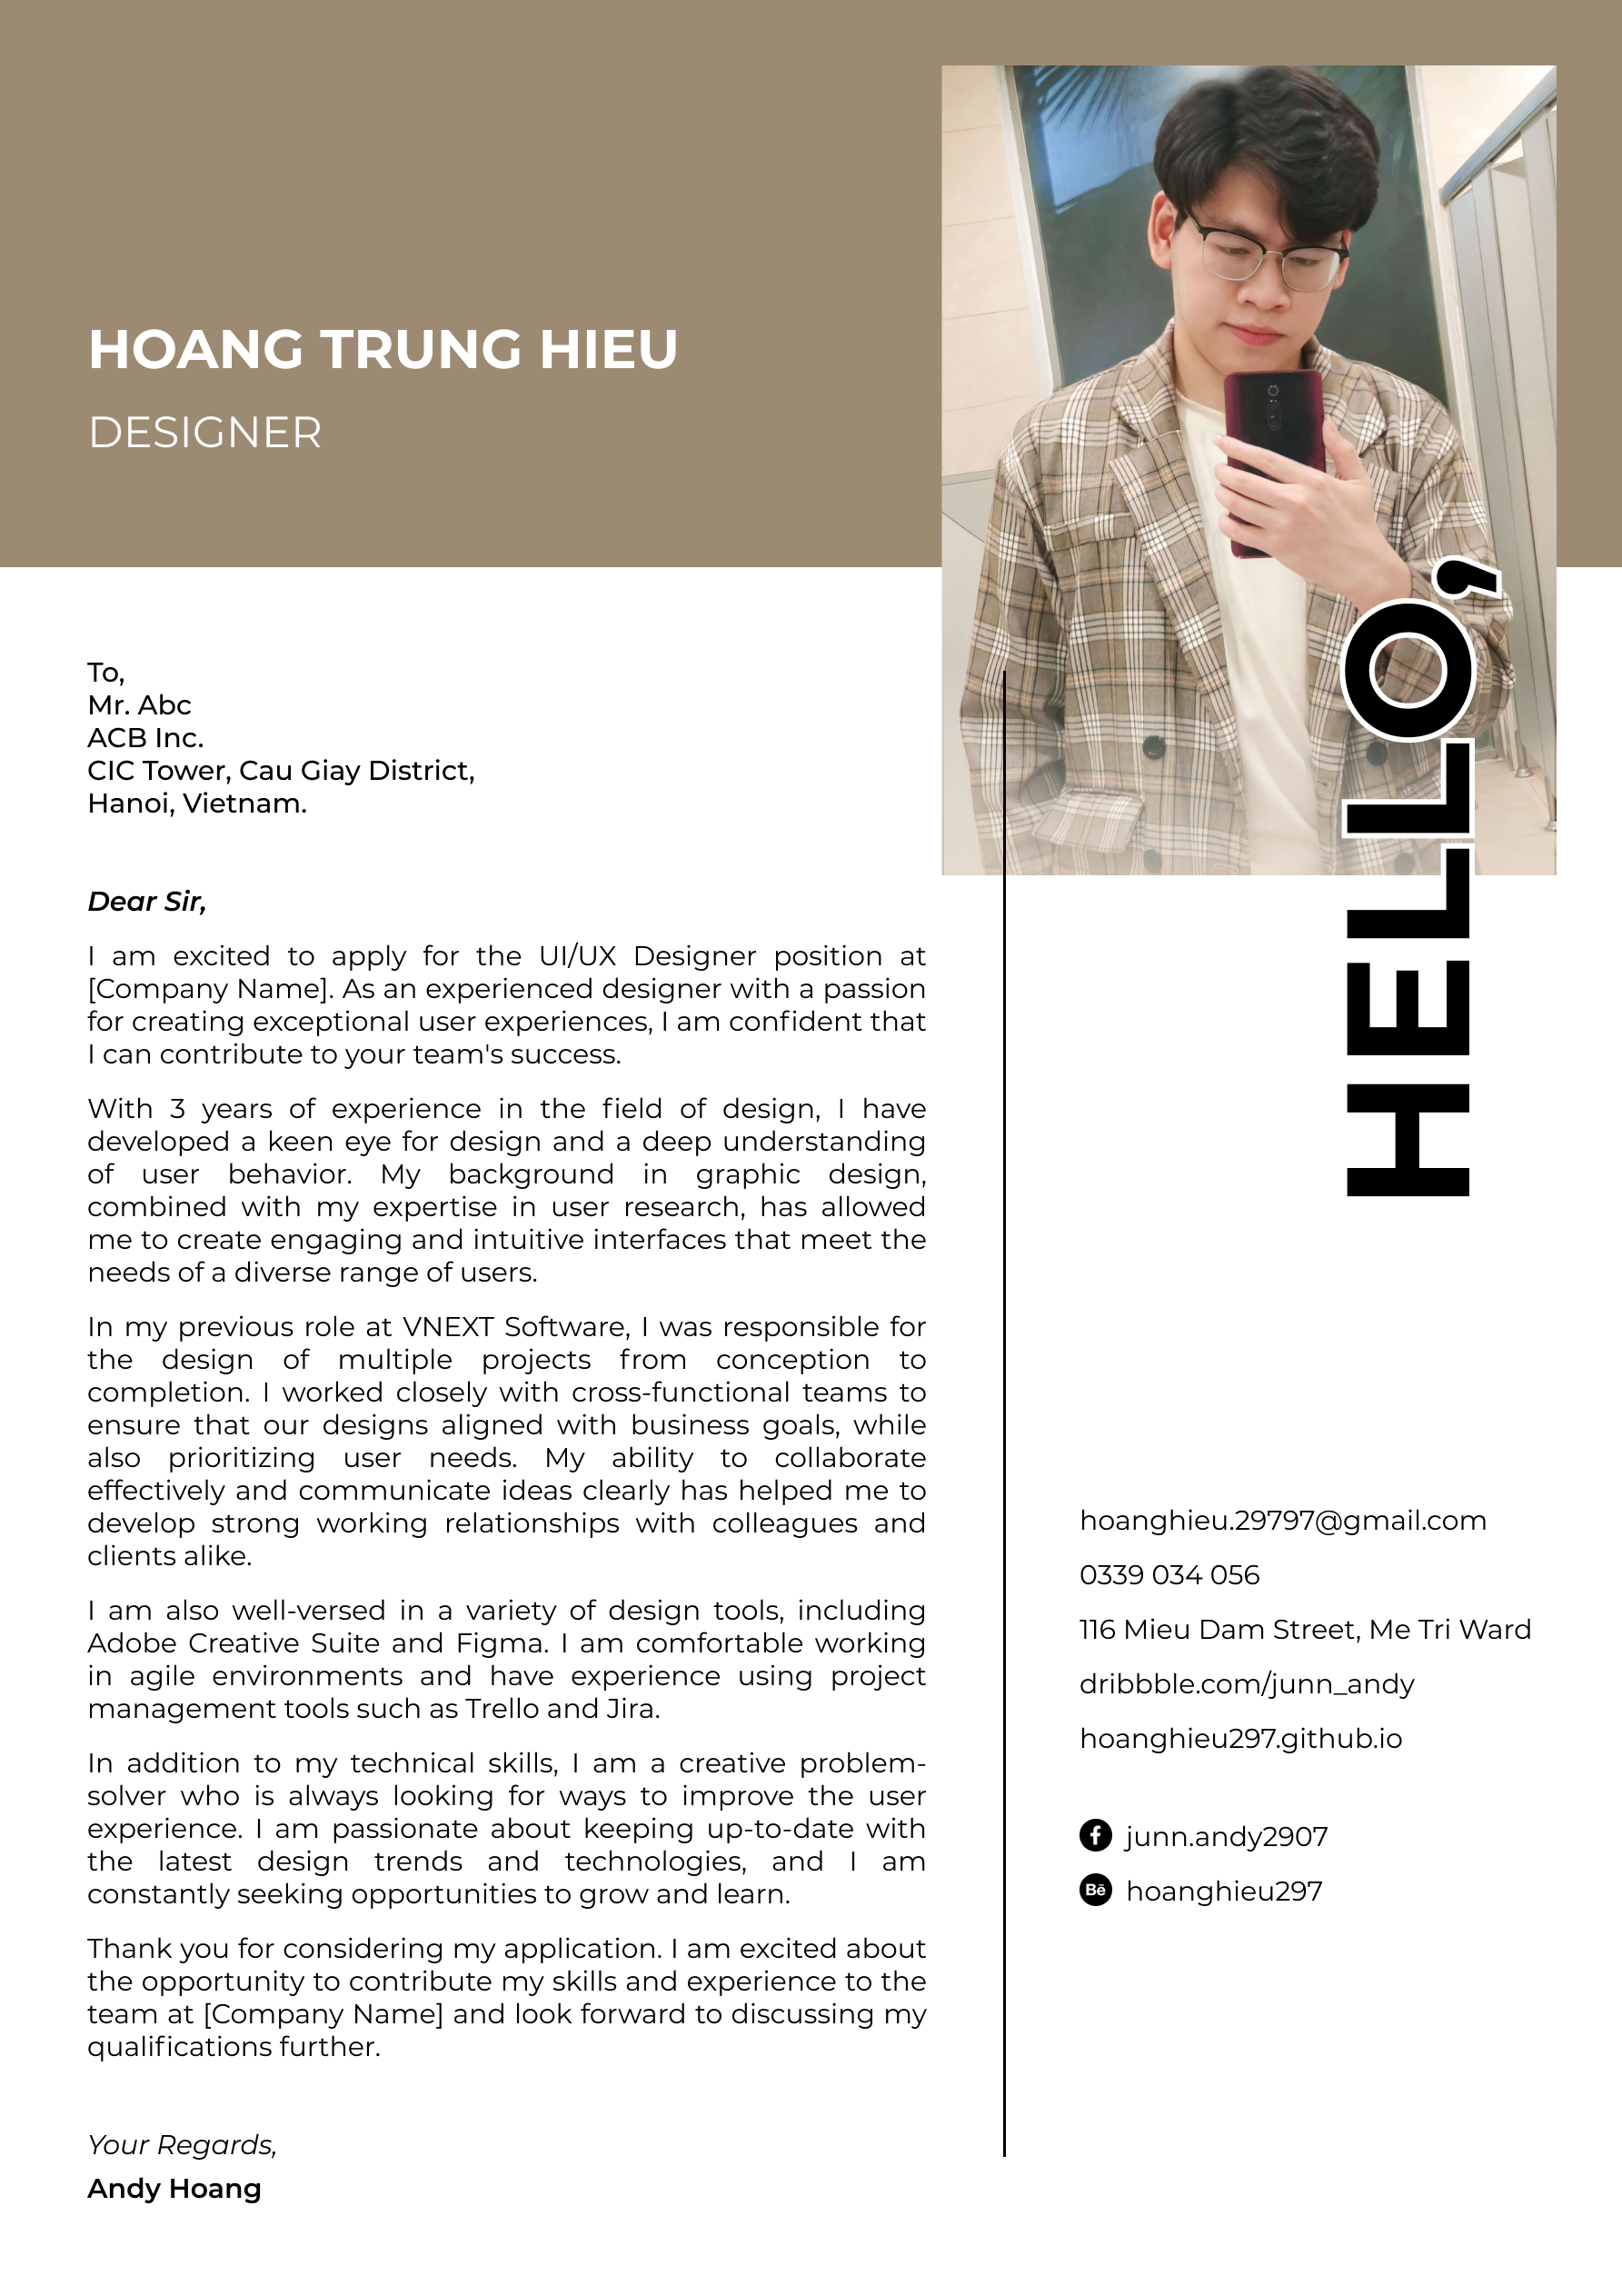 HOANG TRUNG HIEU
DESIGNER
HELLO,
To,
Mr. Abc
ACB Inc.
CIC Tower, Cau Giay District,
Hanoi, Vietnam.
Dear Sir,
I am excited to apply for the UI/UX Designer position at
[Company Name]. As an experienced designer with a passion
for creating exceptional user experiences, I am confident that
I can contribute to your team's success.
With 3 years of experience in the field of design, I have
developed a keen eye for design and a deep understanding
of user behavior. My background in graphic design,
combined with my expertise in user research, has allowed
me to create engaging and intuitive interfaces that meet the
needs of a diverse range of users.
In my previous role at VNEXT Software, I was responsible for
the design of multiple projects from conception to
completion. I worked closely with cross-functional teams to
ensure that our designs aligned with business goals, while
also prioritizing user needs. My ability to collaborate
effectively and communicate ideas clearly has helped me to
develop strong working relationships with colleagues and
clients alike.
I am also well-versed in a variety of design tools, including
Adobe Creative Suite and Figma. I am comfortable working
in agile environments and have experience using project
management tools such as Trello and Jira.
In addition to my technical skills, I am a creative problem-
solver who is always looking for ways to improve the user
experience. I am passionate about keeping up-to-date with
the latest design trends and technologies, and I am
constantly seeking opportunities to grow and learn.
Thank you for considering my application. I am excited about
the opportunity to contribute my skills and experience to the
team at [Company Name] and look forward to discussing my
qualifications further.
Your Regards,
Andy Hoang
hoanghieu.29797@gmail.com
0339 034 056
116 Mieu Dam Street, Me Tri Ward
dribbble.com/junn_andy
hoanghieu297.github.io
f junn.andy2907
Bē hoanghieu297